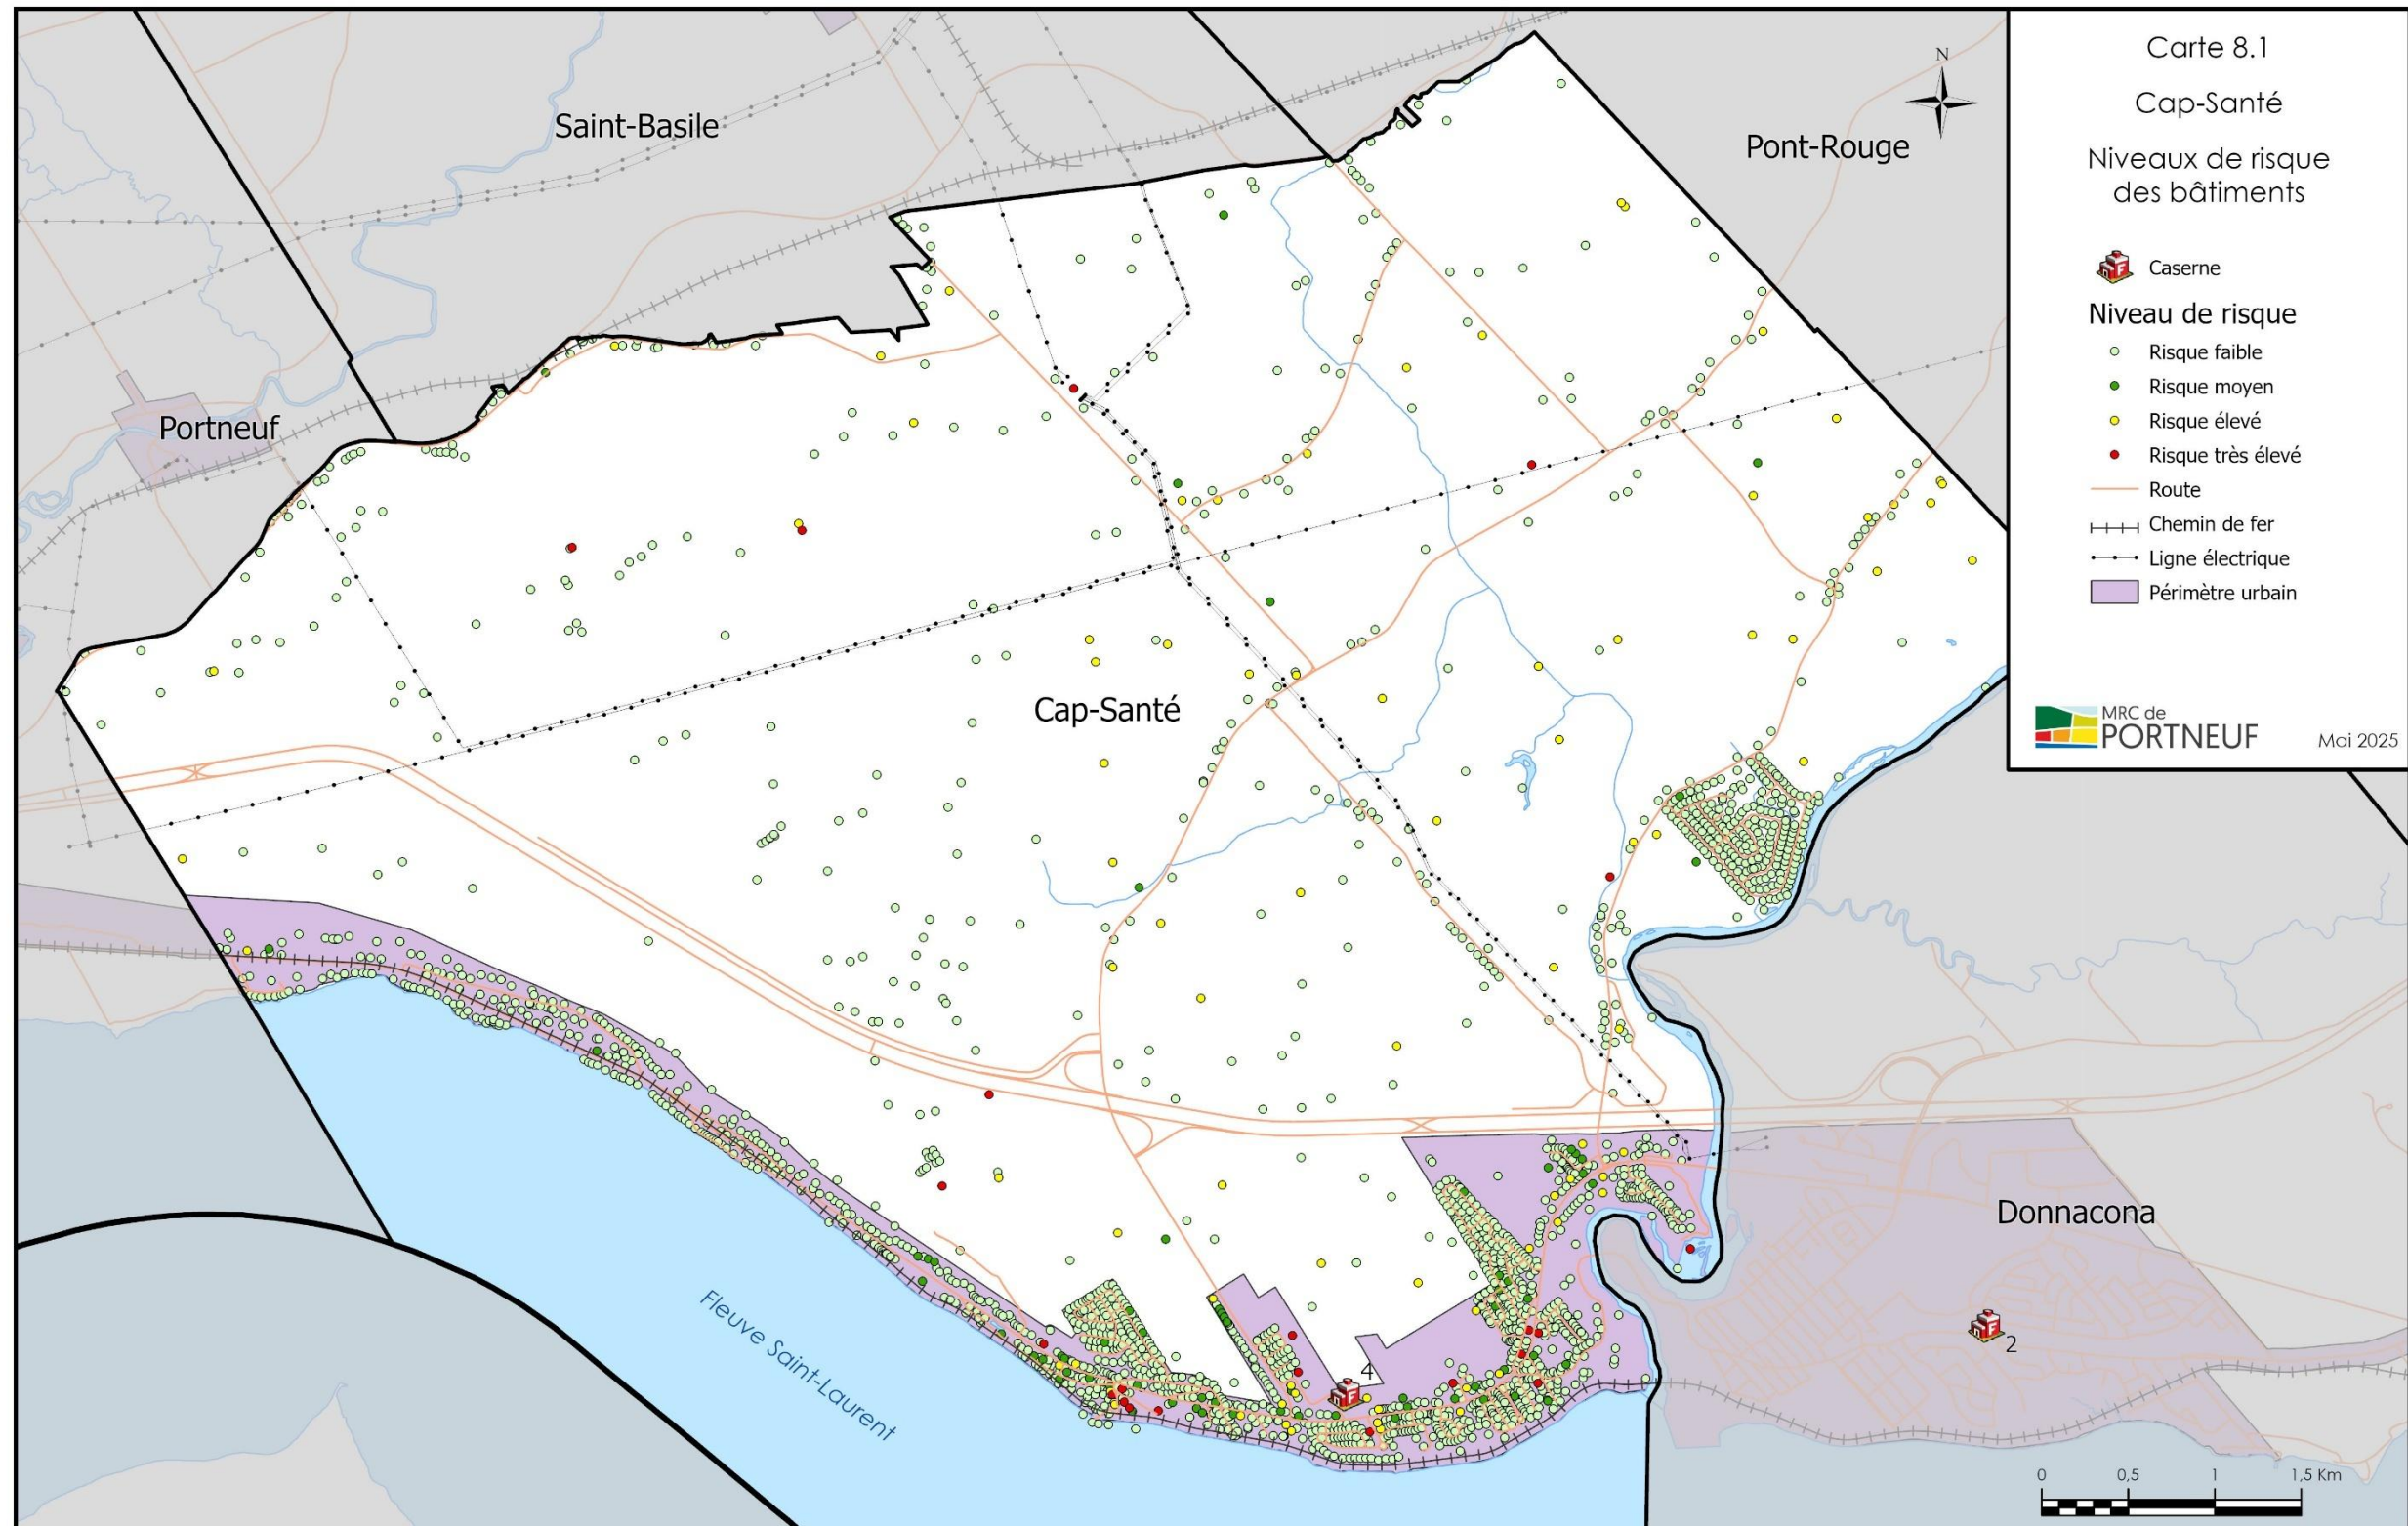 Carte 8.1
Cap-Santé
Niveaux de risque
des bâtiments
Caserne
Niveau de risque
Risque faible
Risque moyen
Risque élevé
Risque très élevé
Route
Chemin de fer
Ligne électrique
Périmètre urbain
MRC de
PORTNEUF
Mai 2025
N
Saint-Basile
Pont-Rouge
Portneuf
Cap-Santé
Donnacona
2
4
Fleuve Saint-Laurent
0 0,5 1 1,5 Km